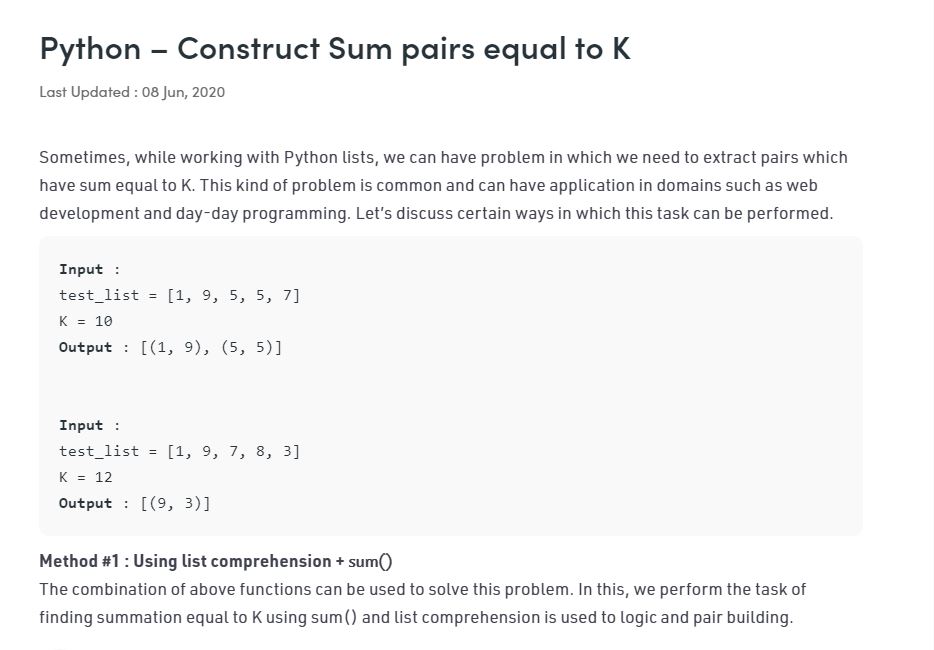 Python – Construct Sum pairs equal to K
Last Updated : 08 Jun, 2020
Sometimes, while working with Python lists, we can have problem in which we need to extract pairs which
have sum equal to K. This kind of problem is common and can have application in domains such as web
development and day-day programming. Let’s discuss certain ways in which this task can be performed.
Input :
test_list = [1, 9, 5, 5, 7]
K = 10
Output : [(1, 9), (5, 5)]
Input :
test_list = [1, 9, 7, 8, 3]
K = 12
Output : [(9, 3)]
Method #1 : Using list comprehension + sum()
The combination of above functions can be used to solve this problem. In this, we perform the task of
finding summation equal to K using sum() and list comprehension is used to logic and pair building.